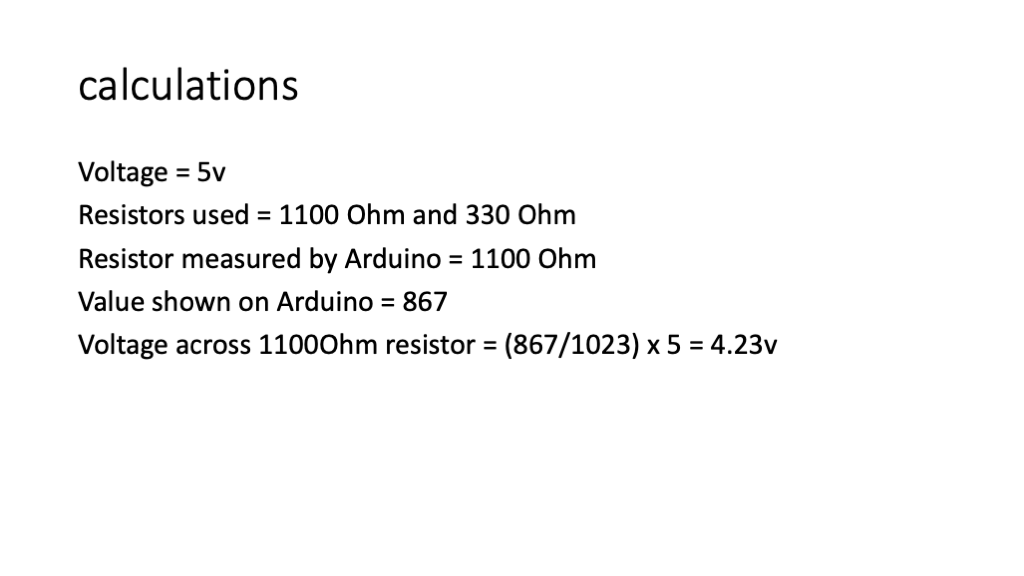 calculations
Voltage = 5v
Resistors used = 1100 Ohm and 330 Ohm
Resistor measured by Arduino = 1100 Ohm
Value shown on Arduino = 867
Voltage across 1100Ohm resistor = (867/1023) x 5 = 4.23v